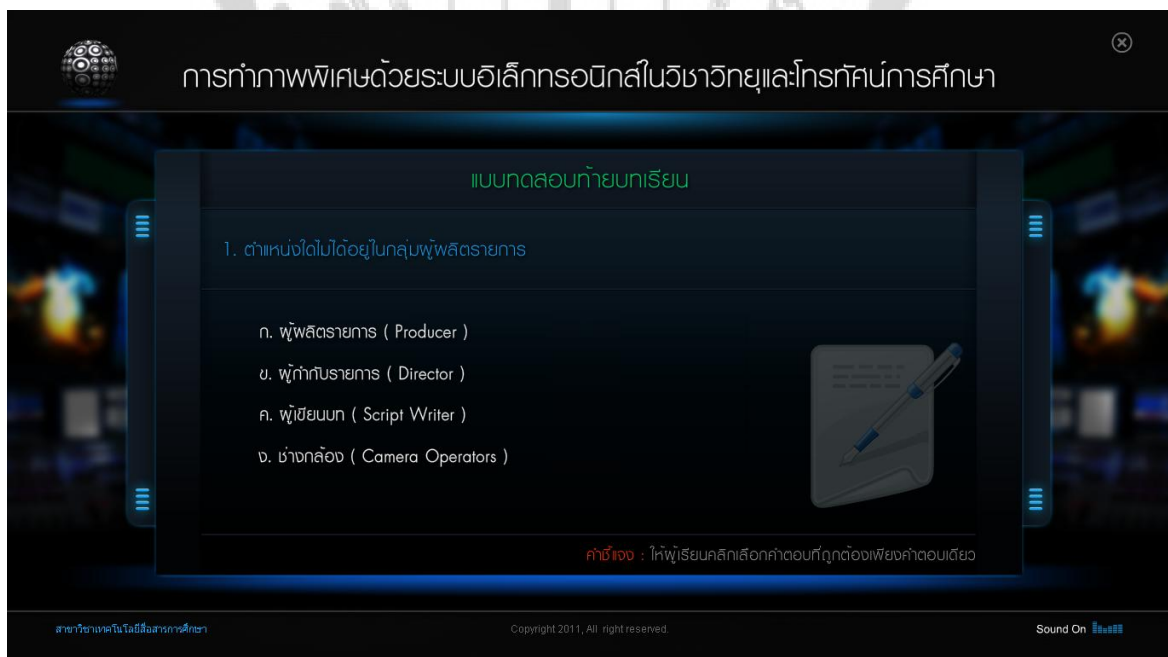 การทำภาพพิเศษด้วยระบบอิเล็กทรอนิกส์ในวิชาวิทยุและโทรทัศน์การศึกษา
แบบทดสอบท้ายบทเรียน
1. ตำแหน่งใดไม่ได้อยู่ในกลุ่มผู้ผลิตรายการ
ก. ผู้ผลิตรายการ ( Producer )
ข. ผู้กำกับรายการ ( Director )
ค. ผู้เขียนบท ( Script Writer )
ง. ช่างกล้อง ( Camera Operators )
คำชี้แจง : ให้ผู้เรียนคลิกเลือกคำตอบที่ถูกต้องเพียงคำตอบเดียว
สาขาวิชาเทคโนโลยีสื่อสารการศึกษา
Copyright 2011, All right reserved.
Sound On